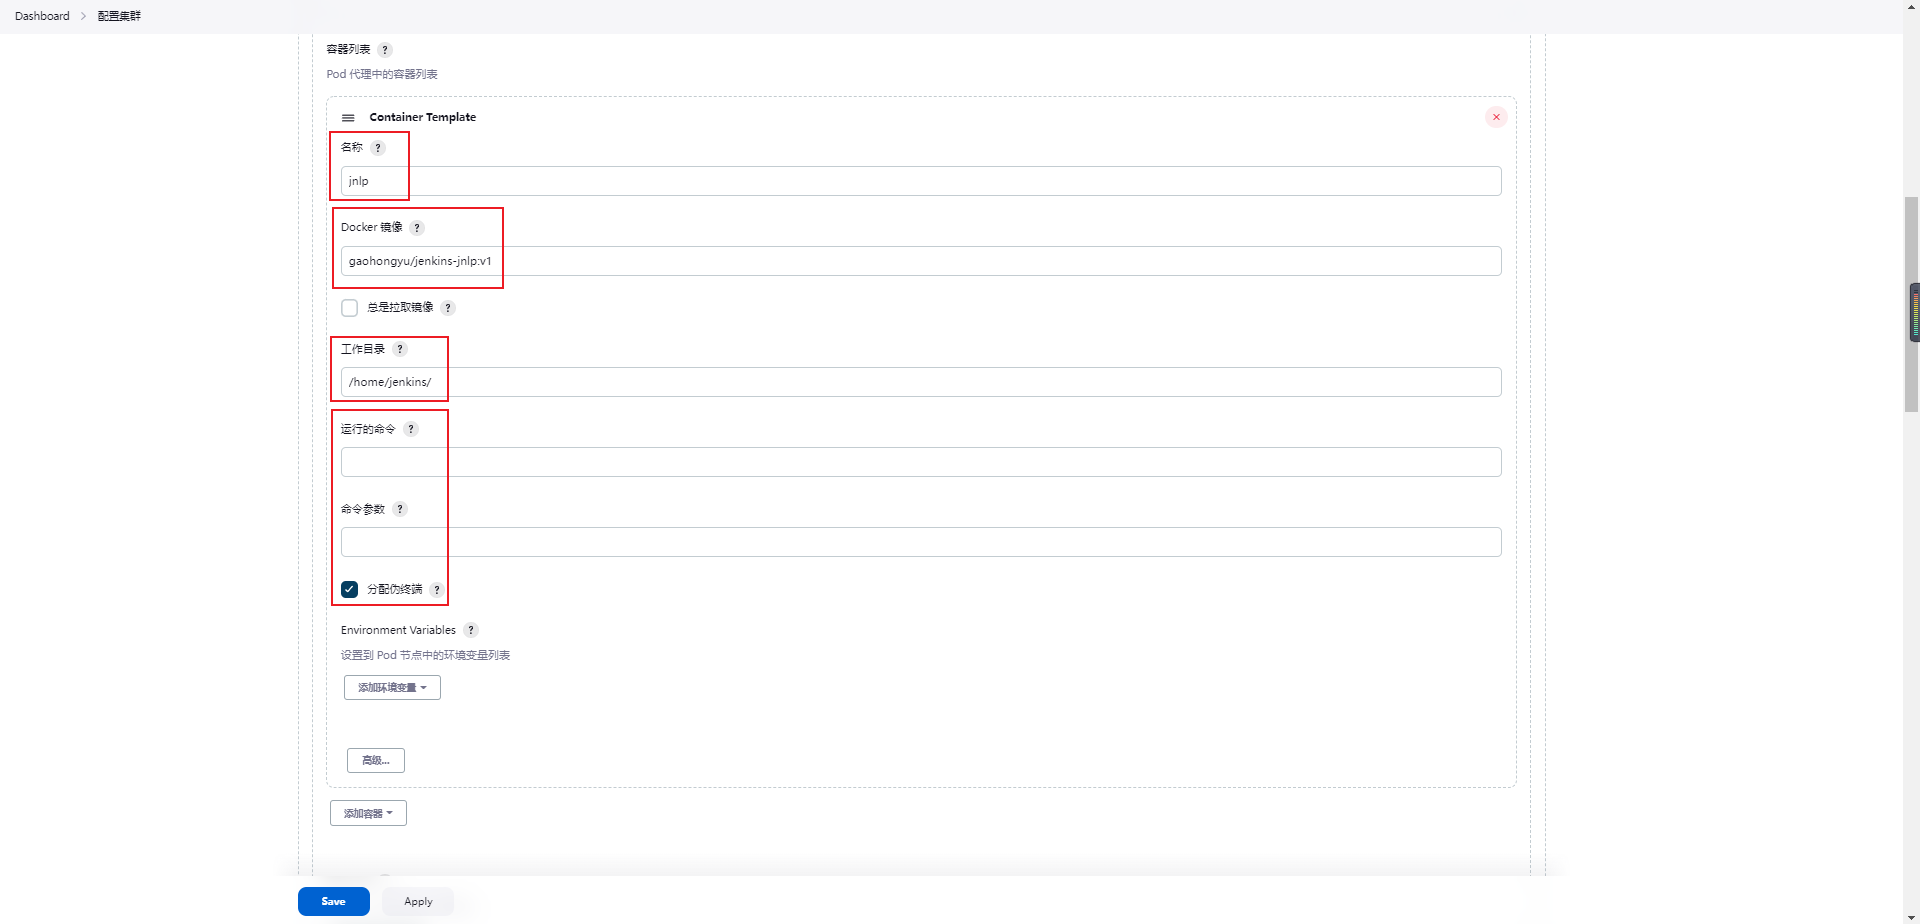 Dashboard > 配置集群
容器列表 ?
Pod 代理中的容器列表
Container Template
名称 ?
jnlp
Docker 镜像 ?
gaohongyu/jenkins-jnlp:v1
总是拉取镜像 ?
工作目录 ?
/home/jenkins/
运行的命令 ?
命令参数 ?
分配伪终端 ?
Environment Variables ?
设置到 Pod 节点中的环境变量列表
添加环境变量
高级...
添加容器
Save Apply